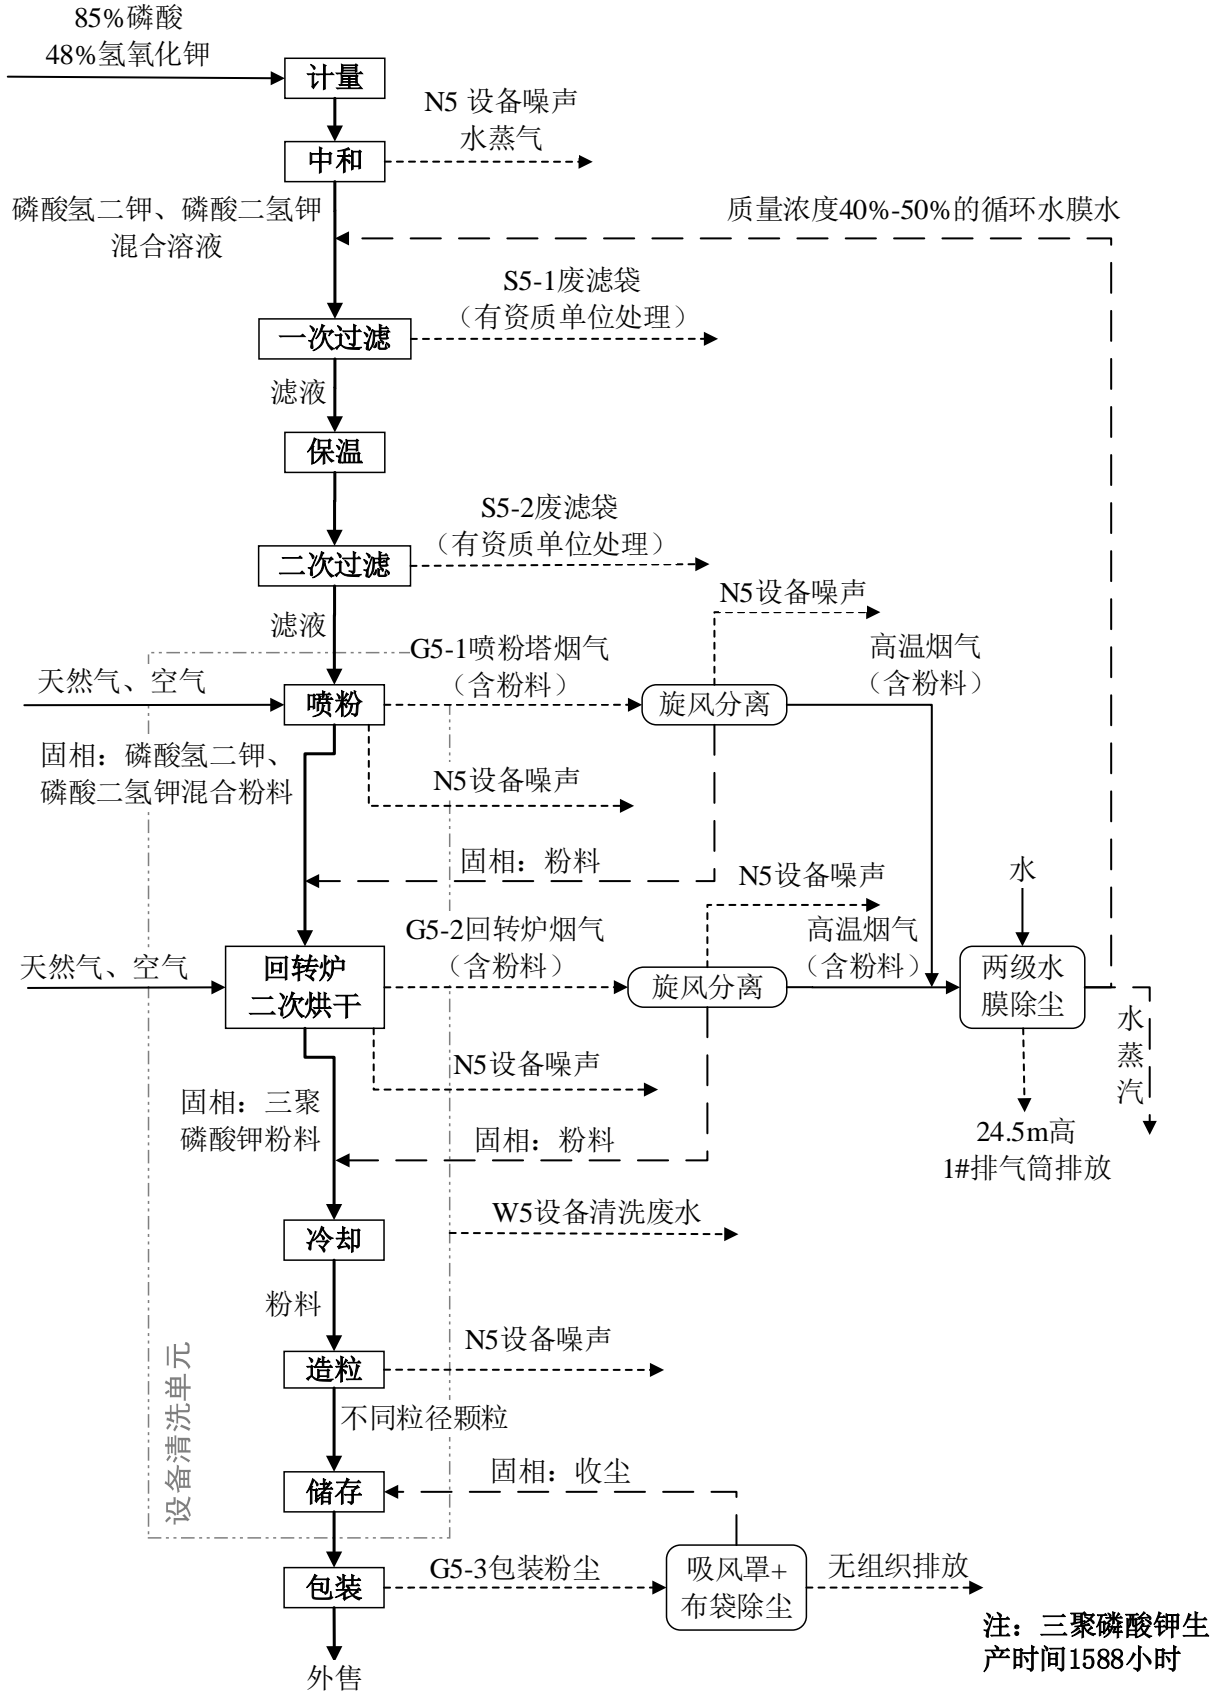 85%磷酸
48%氢氧化钾
计量
N5 设备噪声
水蒸气
中和
磷酸氢二钾、磷酸二氢钾
混合溶液
质量浓度40%-50%的循环水膜水
S5-1废滤袋
（有资质单位处理）
一次过滤
滤液
保温
S5-2废滤袋
（有资质单位处理）
二次过滤
N5设备噪声
滤液
G5-1喷粉塔烟气
（含粉料）
高温烟气
（含粉料）
天然气、空气
喷粉
旋风分离
固相：磷酸氢二钾、
磷酸二氢钾混合粉料
N5设备噪声
固相：粉料
N5设备噪声
水
G5-2回转炉烟气
（含粉料）
高温烟气
（含粉料）
天然气、空气
回转炉
二次烘干
旋风分离
两级水
膜除尘
水蒸汽
N5设备噪声
固相：三聚
磷酸钾粉料
固相：粉料
24.5m高
1#排气筒排放
W5设备清洗废水
冷却
粉料
N5设备噪声
造粒
设备清洗单元
不同粒径颗粒
固相：收尘
储存
G5-3包装粉尘
包装
吸风罩+
布袋除尘
无组织排放
注：三聚磷酸钾生
产时间1588小时
外售